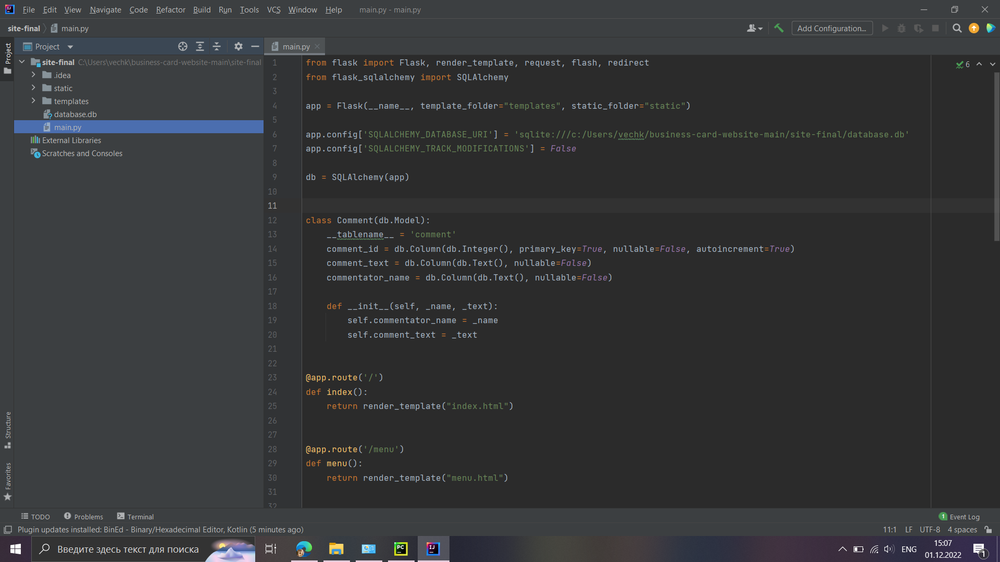 File Edit View Navigate Code Refactor Build Run Tools VCS Window Help main.py - main.py
site-final main.py Add Configuration...
Project main.py
Project
site-final C:\Users\vechk\business-card-website-main\site-final
.idea
static
templates
database.db
main.py
External Libraries
Scratches and Consoles
Structure
Favorites
6
1 from flask import Flask, render_template, request, flash, redirect
2 from flask_sqlalchemy import SQLAlchemy
3
4 app = Flask(__name__, template_folder="templates", static_folder="static")
5
6 app.config['SQLALCHEMY_DATABASE_URI'] = 'sqlite:///c:/Users/vechk/business-card-website-main/site-final/database.db'
7 app.config['SQLALCHEMY_TRACK_MODIFICATIONS'] = False
8
9 db = SQLAlchemy(app)
10
11
12 class Comment(db.Model):
13     __tablename__ = 'comment'
14     comment_id = db.Column(db.Integer(), primary_key=True, nullable=False, autoincrement=True)
15     comment_text = db.Column(db.Text(), nullable=False)
16     commentator_name = db.Column(db.Text(), nullable=False)
17
18     def __init__(self, _name, _text):
19         self.commentator_name = _name
20         self.comment_text = _text
21
22
23 @app.route('/')
24 def index():
25     return render_template("index.html")
26
27
28 @app.route('/menu')
29 def menu():
30     return render_template("menu.html")
31
32
TODO Problems Terminal 1 Event Log
Plugin updates installed: BinEd - Binary/Hexadecimal Editor, Kotlin (5 minutes ago) 11:1 LF UTF-8 4 spaces
Введите здесь текст для поиска PC IJ ENG 15:07
01.12.2022 1